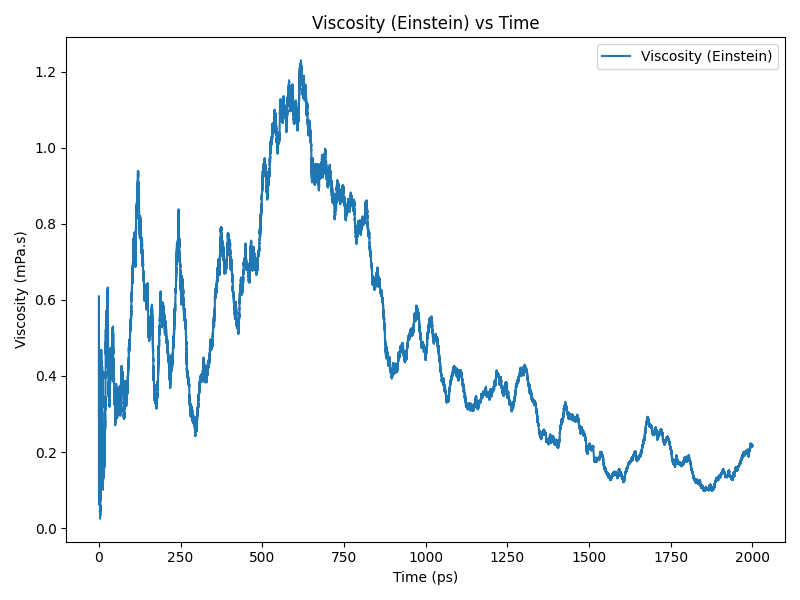 Viscosity (Einstein) vs Time
Viscosity (Einstein)
Viscosity (mPa.s)
1.2
1.0
0.8
0.6
0.4
0.2
0.0
0 250 500 750 1000 1250 1500 1750 2000
Time (ps)